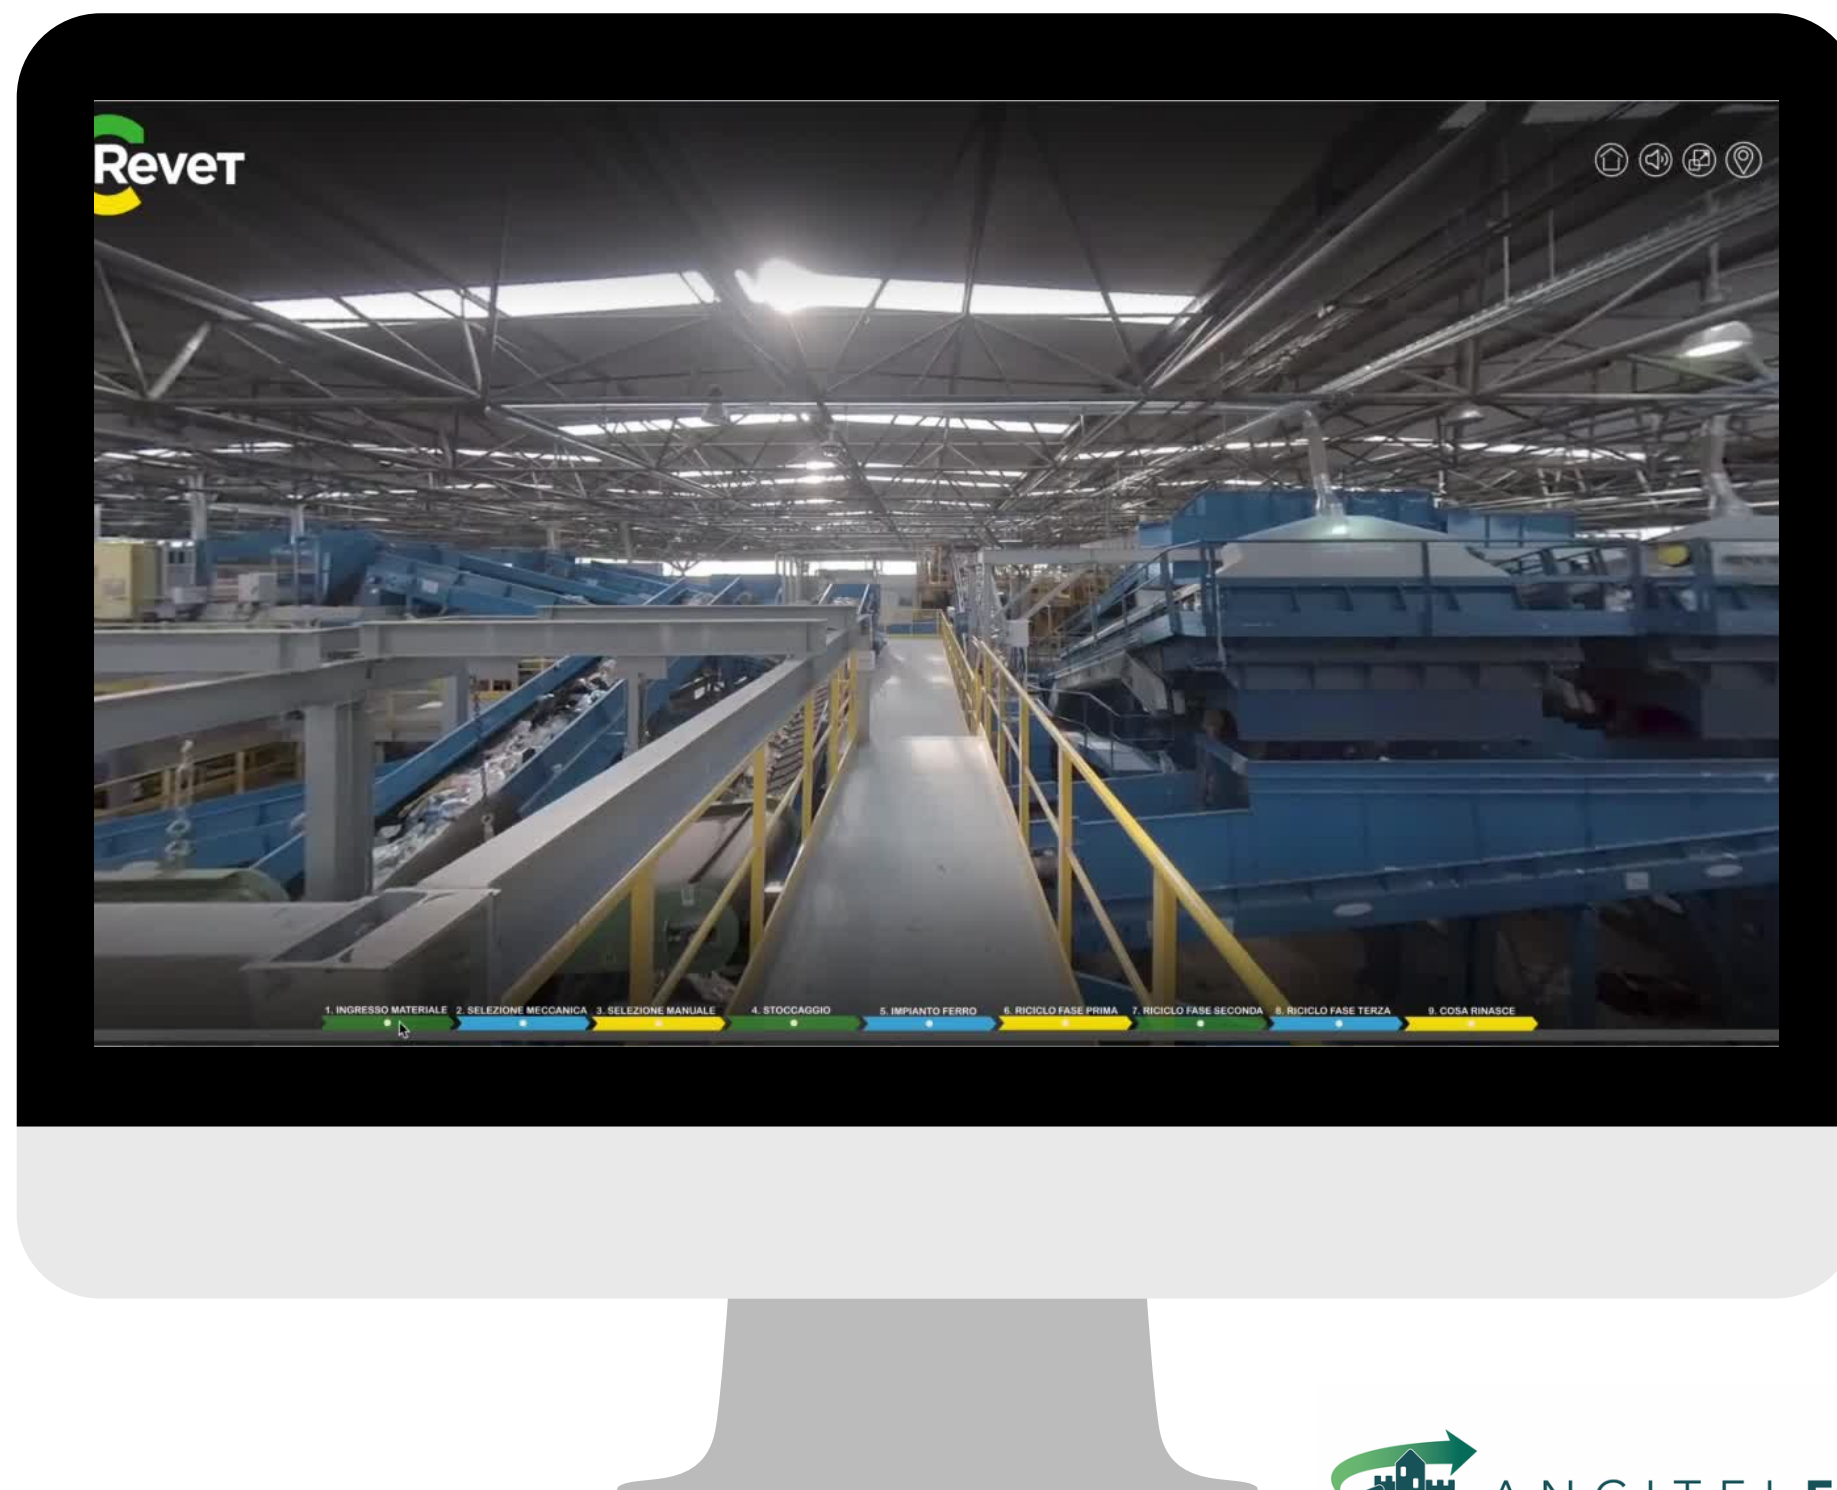 Revet
1. INGRESSO MATERIALE
2. SELEZIONE MECCANICA
3. SELEZIONE MANUALE
4. STOCCAGGIO
5. IMPIANTO FERRO
6. RICICLO FASE PRIMA
7. RICICLO FASE SECONDA
8. RICICLO FASE TERZA
9. COSA RINASCE